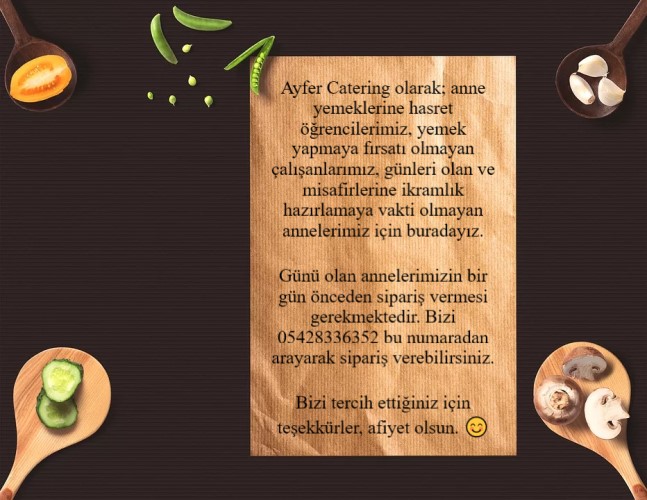 Ayfer Catering olarak; anne
yemeklerine hasret
öğrencilerimiz, yemek
yapmaya fırsatı olmayan
çalışanlarımız, günleri olan ve
misafirlerine ikramlık
hazırlamaya vakti olmayan
annelerimiz için buradayız.
Günü olan annelerimizin bir
gün önceden sipariş vermesi
gerekmektedir. Bizi
05428336352 bu numaradan
arayarak sipariş verebilirsiniz.
Bizi tercih ettiğiniz için
teşekkürler, afiyet olsun. 😊